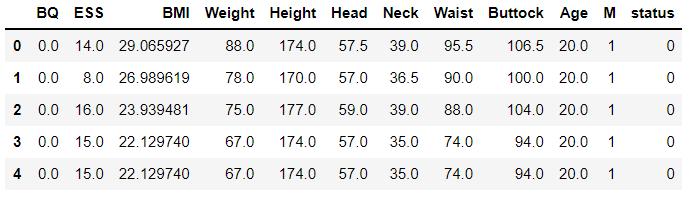 BQ ESS BMI Weight Height Head Neck Waist Buttock Age M status
0 0.0 14.0 29.065927 88.0 174.0 57.5 39.0 95.5 106.5 20.0 1 0
1 0.0 8.0 26.989619 78.0 170.0 57.0 36.5 90.0 100.0 20.0 1 0
2 0.0 16.0 23.939481 75.0 177.0 59.0 39.0 88.0 104.0 20.0 1 0
3 0.0 15.0 22.129740 67.0 174.0 57.0 35.0 74.0 94.0 20.0 1 0
4 0.0 15.0 22.129740 67.0 174.0 57.0 35.0 74.0 94.0 20.0 1 0